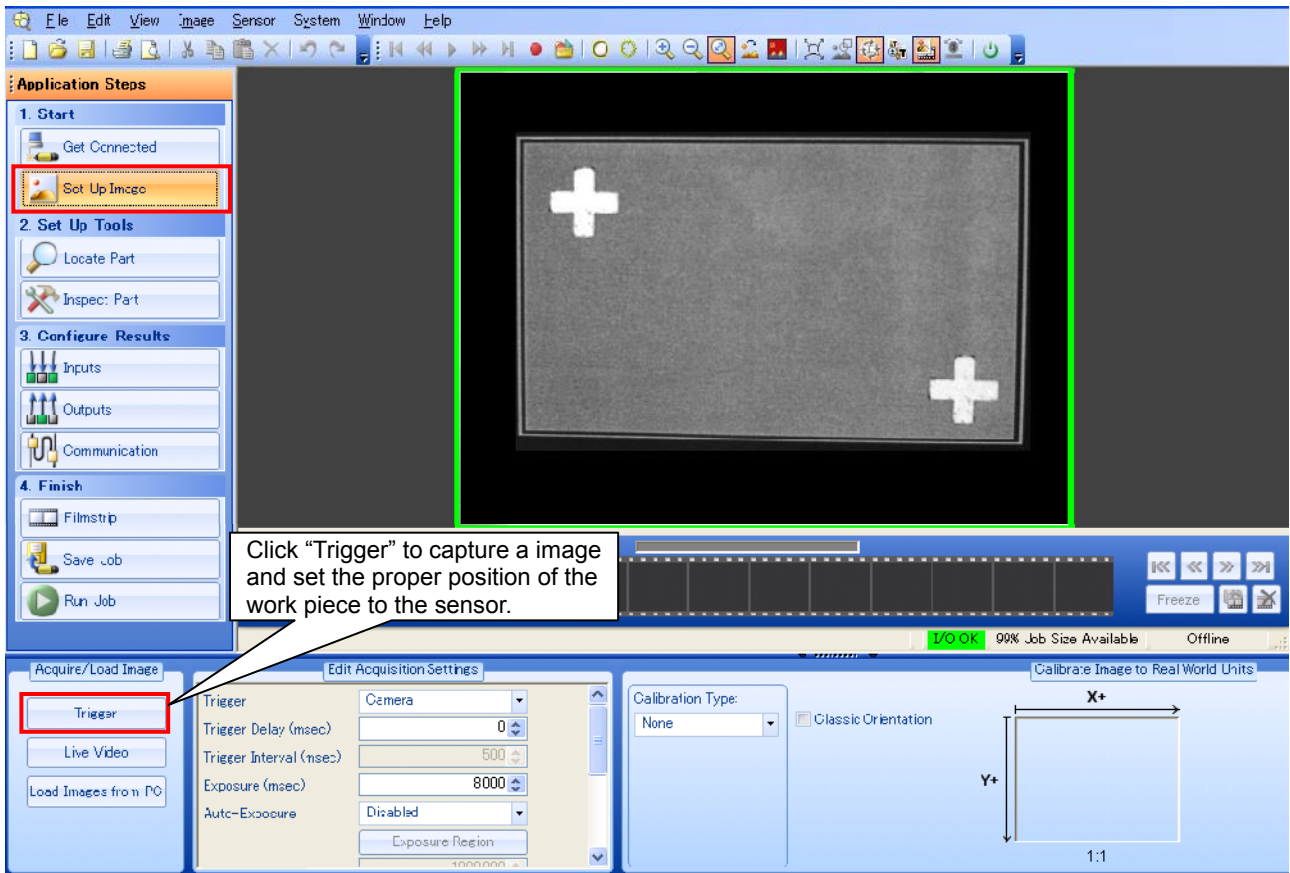 File Edit View Image Sensor System Window Help
Application Steps
1. Start
Get Connected
Set Up Image
2. Set Up Tools
Locate Part
Inspect Part
3. Configure Results
Inputs
Outputs
Communication
4. Finish
Filmstrip
Save Job
Run Job
Click “Trigger” to capture a image
and set the proper position of the
work piece to the sensor.
Freeze
I/O OK 99% Job Size Available Offline
Acquire/Load Image
Trigger
Live Video
Load Images from PC
Edit Acquisition Settings
Trigger Camera
Trigger Delay (msec) 0
Trigger Interval (msec) 500
Exposure (msec) 8000
Auto-Exposure Disabled
Exposure Region
Calibration Type:
None
Classic Orientation
Calibrate Image to Real World Units
X+
Y+
1:1